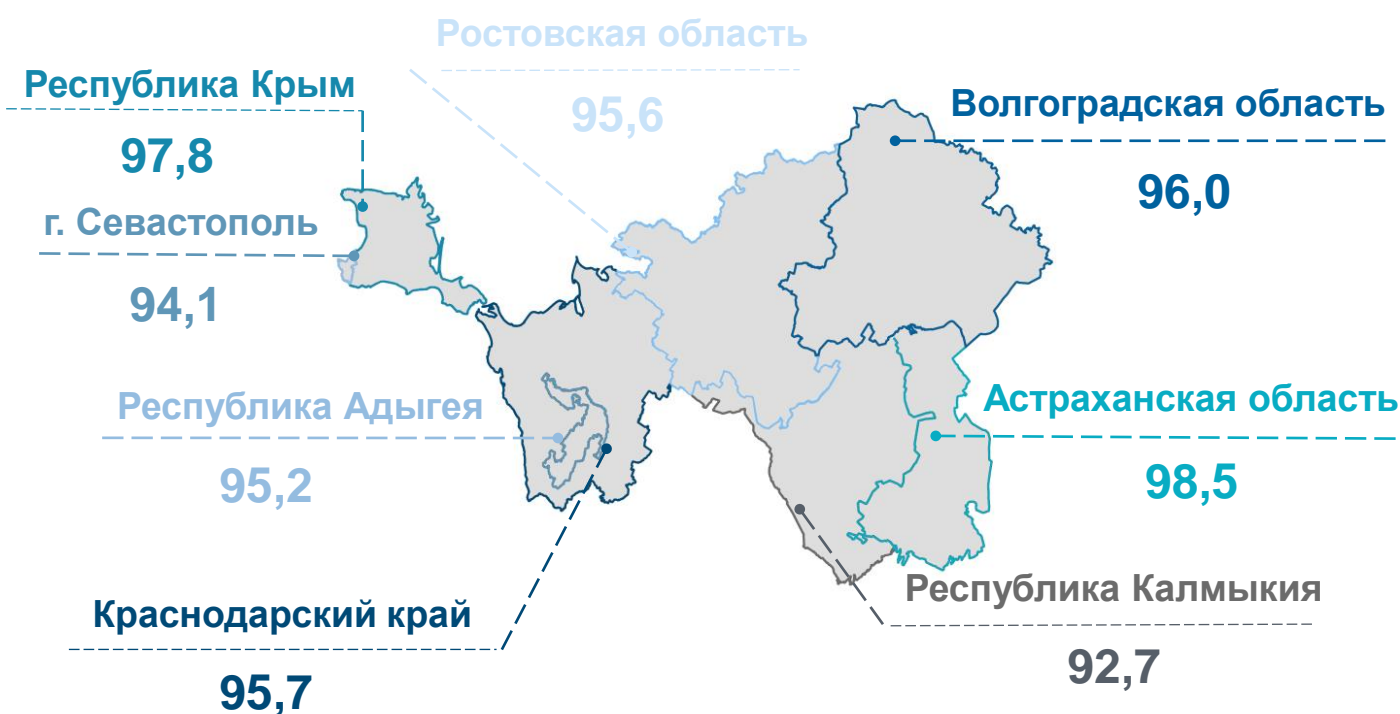 Ростовская область
95,6
Республика Крым
97,8
Волгоградская область
96,0
г. Севастополь
94,1
Республика Адыгея
95,2
Астраханская область
98,5
Республика Калмыкия
92,7
Краснодарский край
95,7